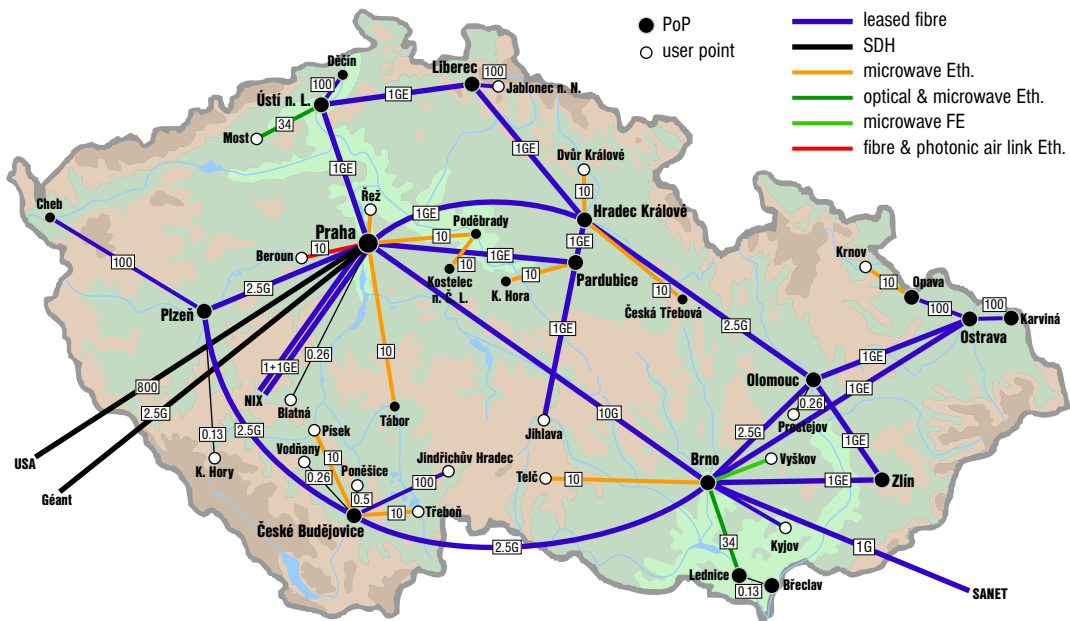 PoP
user point
leased fibre
SDH
microwave Eth.
optical & microwave Eth.
microwave FE
fibre & photonic air link Eth.
Děčín
100
Liberec
100
Jablonec n. N.
Ústí n. L.
1GE
34
Most
1GE
1GE
Dvůr Králové
10
Cheb
Řež
1GE
Hradec Králové
Praha
Poděbrady
10
1GE
Beroun
10
1GE
10
Kostelec
n. Č. L.
K. Hora
10
Pardubice
Krnov
10
Opava
100
100
Karviná
Ostrava
100
2.5G
10
Česká Třebová
Plzeň
1GE
2.5G
0.26
10
1GE
1GE
1+1GE
Olomouc
800
NIX
Blatná
Tábor
0.26
2.5G
10G
Prostějov
Jihlava
2.5G
Písek
2.5G
1GE
0.13
Vodňany
10
Jindřichův Hradec
Brno
Vyškov
USA
K. Hory
0.26
Poněšice
100
Telč
10
1GE
Zlín
Géant
0.5
10
Třeboň
České Budějovice
2.5G
34
Kyjov
1G
Lednice
0.13
Břeclav
SANET